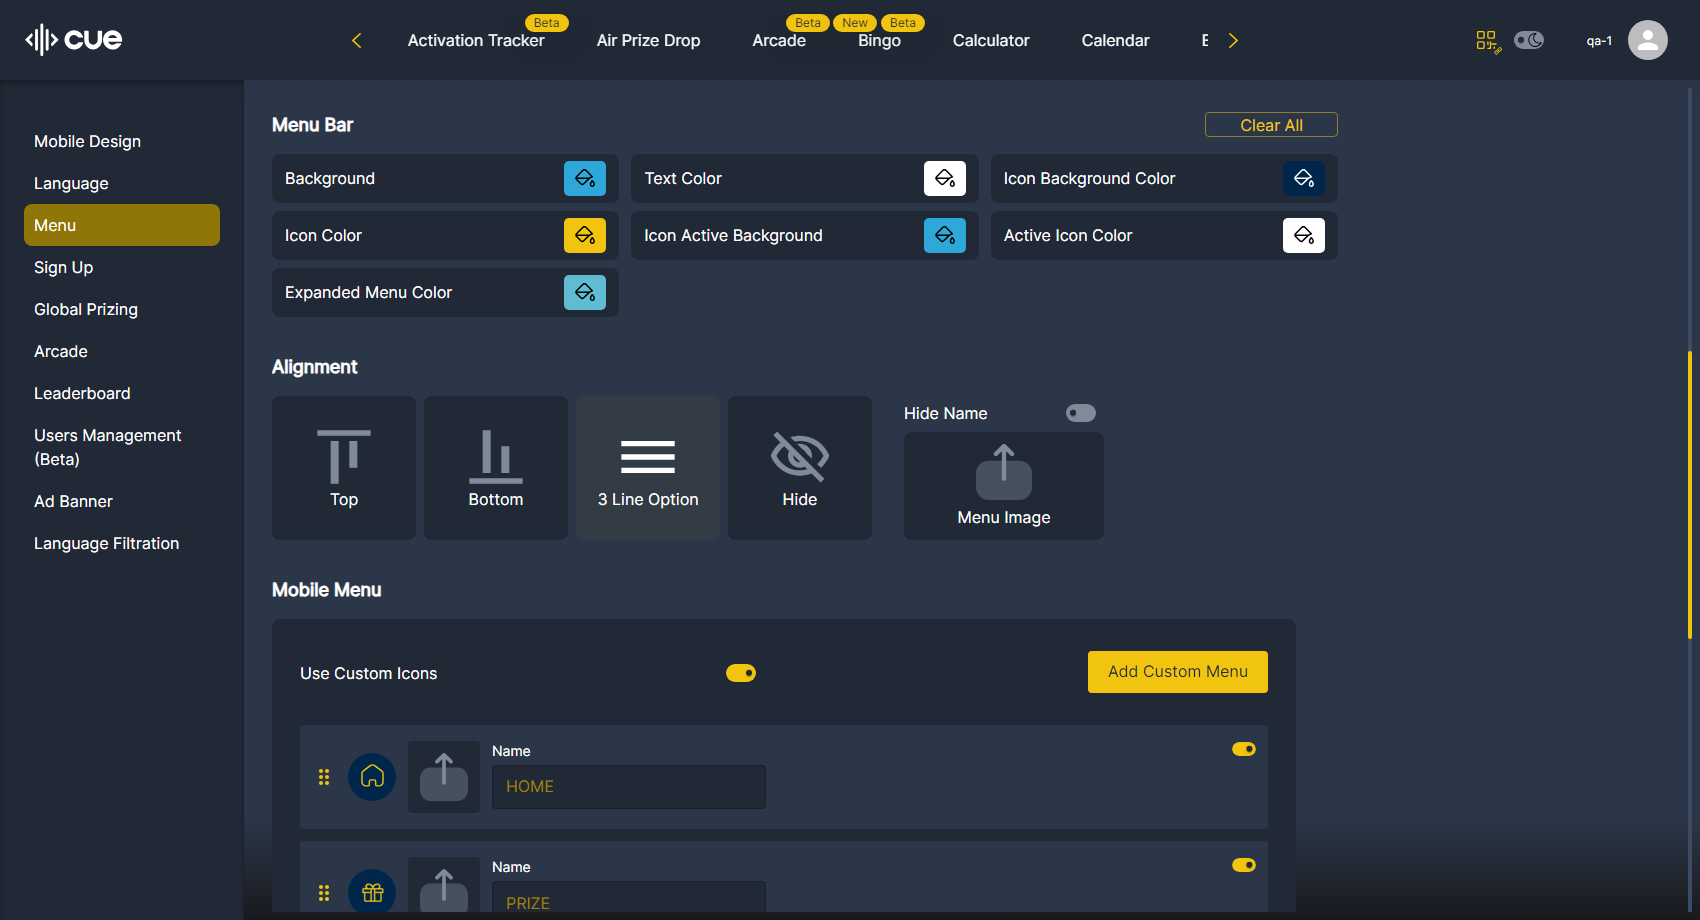 cue
Activation Tracker
Beta
Air Prize Drop
Arcade
Beta
Bingo
New
Beta
Calculator
Calendar
qa-1
Mobile Design
Language
Menu
Sign Up
Global Prizing
Arcade
Leaderboard
Users Management
(Beta)
Ad Banner
Language Filtration
Menu Bar
Clear All
Background
Text Color
Icon Background Color
Icon Color
Icon Active Background
Active Icon Color
Expanded Menu Color
Alignment
Top
Bottom
3 Line Option
Hide
Hide Name
Menu Image
Mobile Menu
Use Custom Icons
Add Custom Menu
Name
HOME
Name
PRIZE